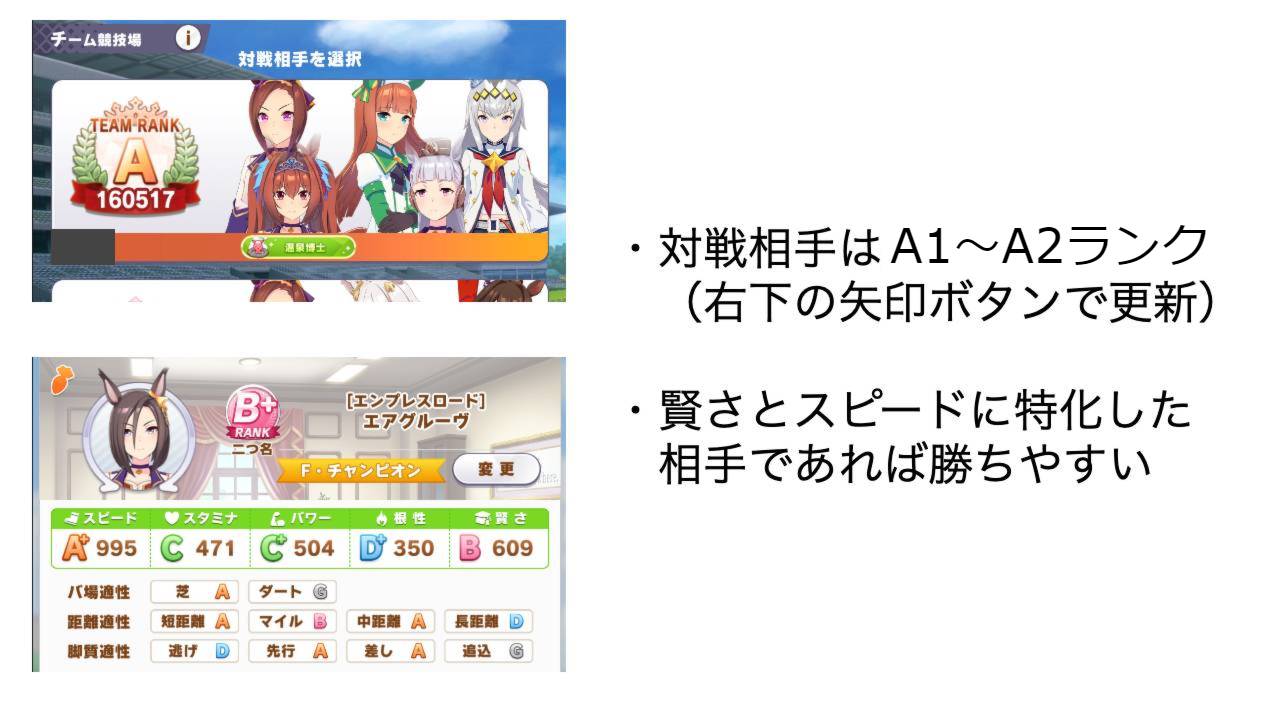 チーム競技場
i
対戦相手を選択
TEAM RANK
A
160517
温泉博士
B+
RANK
二つ名
[エンプレスロード]
エアグルーヴ
F・チャンピオン
変更
スピード スタミナ パワー 根性 賢さ
A+ 995 C 471 C+ 504 D+ 350 B 609
バ場適性 芝 A ダート G
距離適性 短距離 A マイル B 中距離 A 長距離 D
脚質適性 逃げ D 先行 A 差し A 追込 G
・対戦相手はA1〜A2ランク
（右下の矢印ボタンで更新）
・賢さとスピードに特化した
相手であれば勝ちやすい